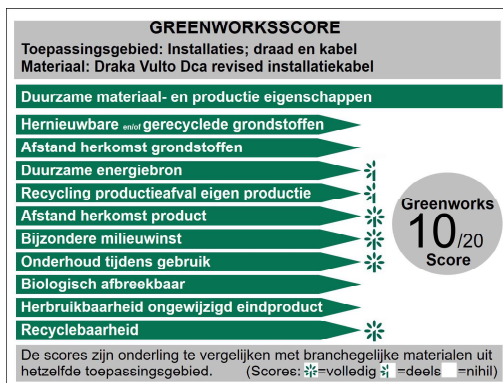 GREENWORKSSCORE
Toepassingsgebied: Installaties; draad en kabel
Materiaal: Draka Vulto Dca revised installatiekabel
Duurzame materiaal- en productie eigenschappen
Hernieuwbare en/of gerecyclede grondstoffen
Afstand herkomst grondstoffen
Duurzame energiebron
Recycling productieafval eigen productie
Afstand herkomst product
Bijzondere milieuwinst
Onderhoud tijdens gebruik
Biologisch afbreekbaar
Herbruikbaarheid ongewijzigd eindproduct
Recyclebaarheid
Greenworks
10/20
Score
De scores zijn onderling te vergelijken met branchegelijke materialen uit
hetzelfde toepassingsgebied. (Scores: =volledig =deels =nihil)